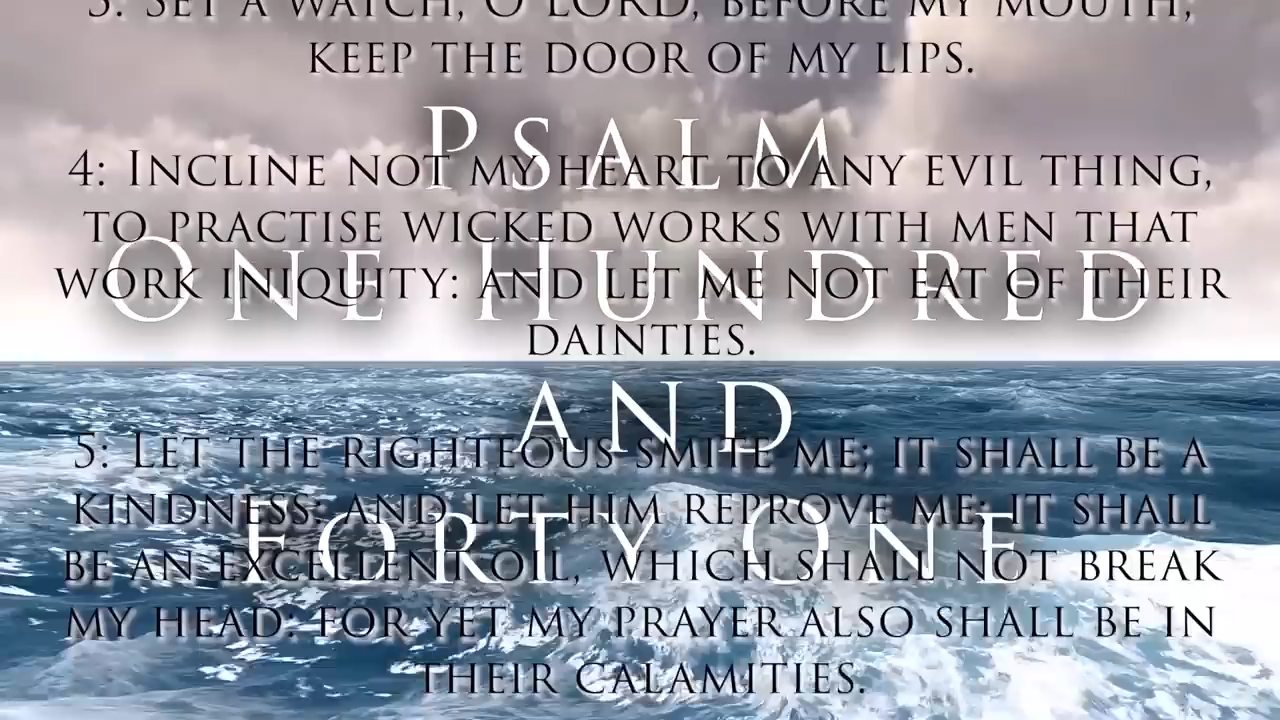 3: Set a watch, O LORD, before my mouth;
keep the door of my lips.
Psalm
4: Incline not my heart to any evil thing,
to practise wicked works with men that
One Hundred
work iniquity: and let me not eat of their
dainties.
and
5: Let the righteous smite me; it shall be a
kindness: and let him reprove me; it shall
Forty One
be an excellent oil, which shall not break
my head: for yet my prayer also shall be in
their calamities.